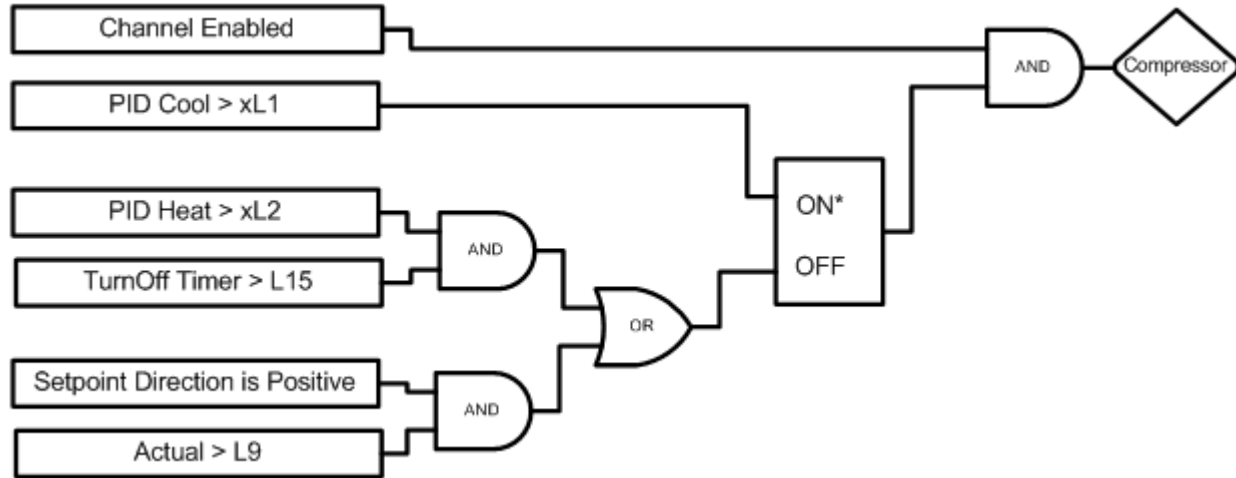 Channel Enabled
AND
Compressor
PID Cool > xL1
ON*
OFF
PID Heat > xL2
AND
TurnOff Timer > L15
OR
Setpoint Direction is Positive
AND
Actual > L9